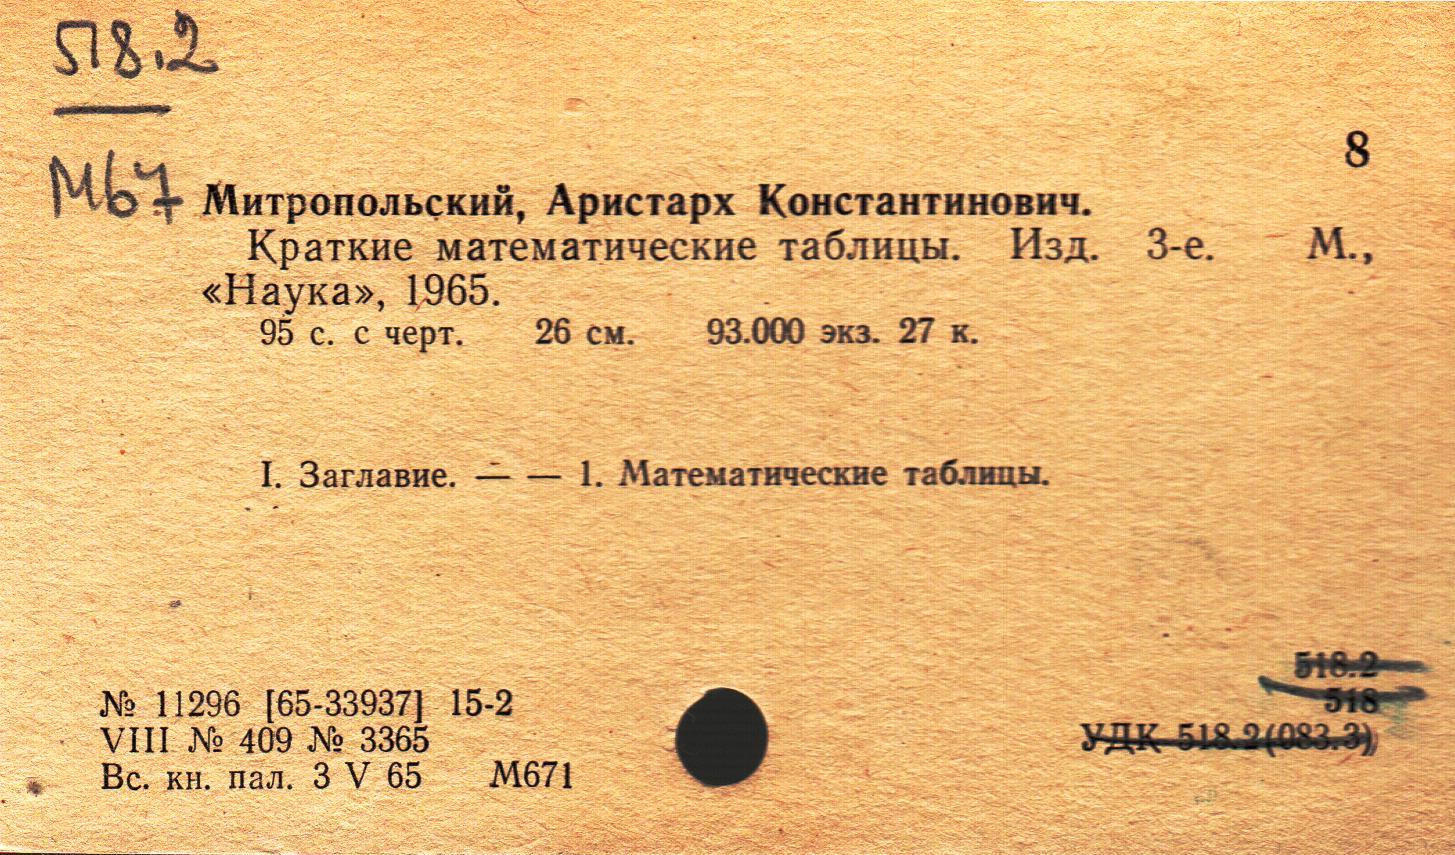 518.2
М67
8
Митропольский, Аристарх Константинович.
Краткие математические таблицы. Изд. 3-е. М.,
«Наука», 1965.
95 с. с черт. 26 см. 93.000 экз. 27 к.
I. Заглавие. — — 1. Математические таблицы.
518.2
518
УДК 518.2(083.3)
№ 11296 [65-33937] 15-2
VIII № 409 № 3365
Вс. кн. пал. 3 V 65 М671